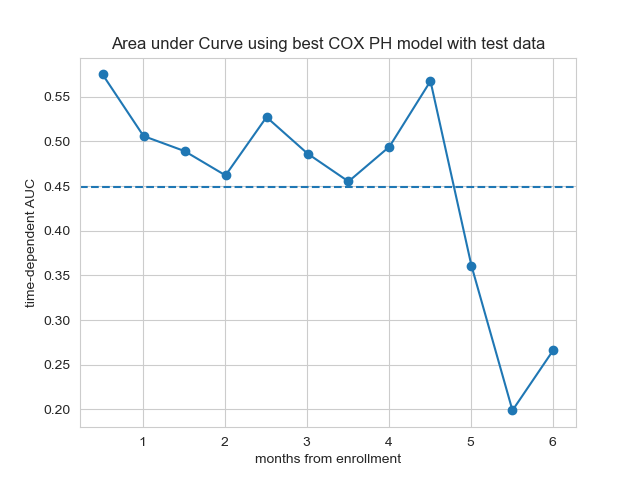 Area under Curve using best COX PH model with test data
time-dependent AUC
0.55
0.50
0.45
0.40
0.35
0.30
0.25
0.20
1 2 3 4 5 6
months from enrollment